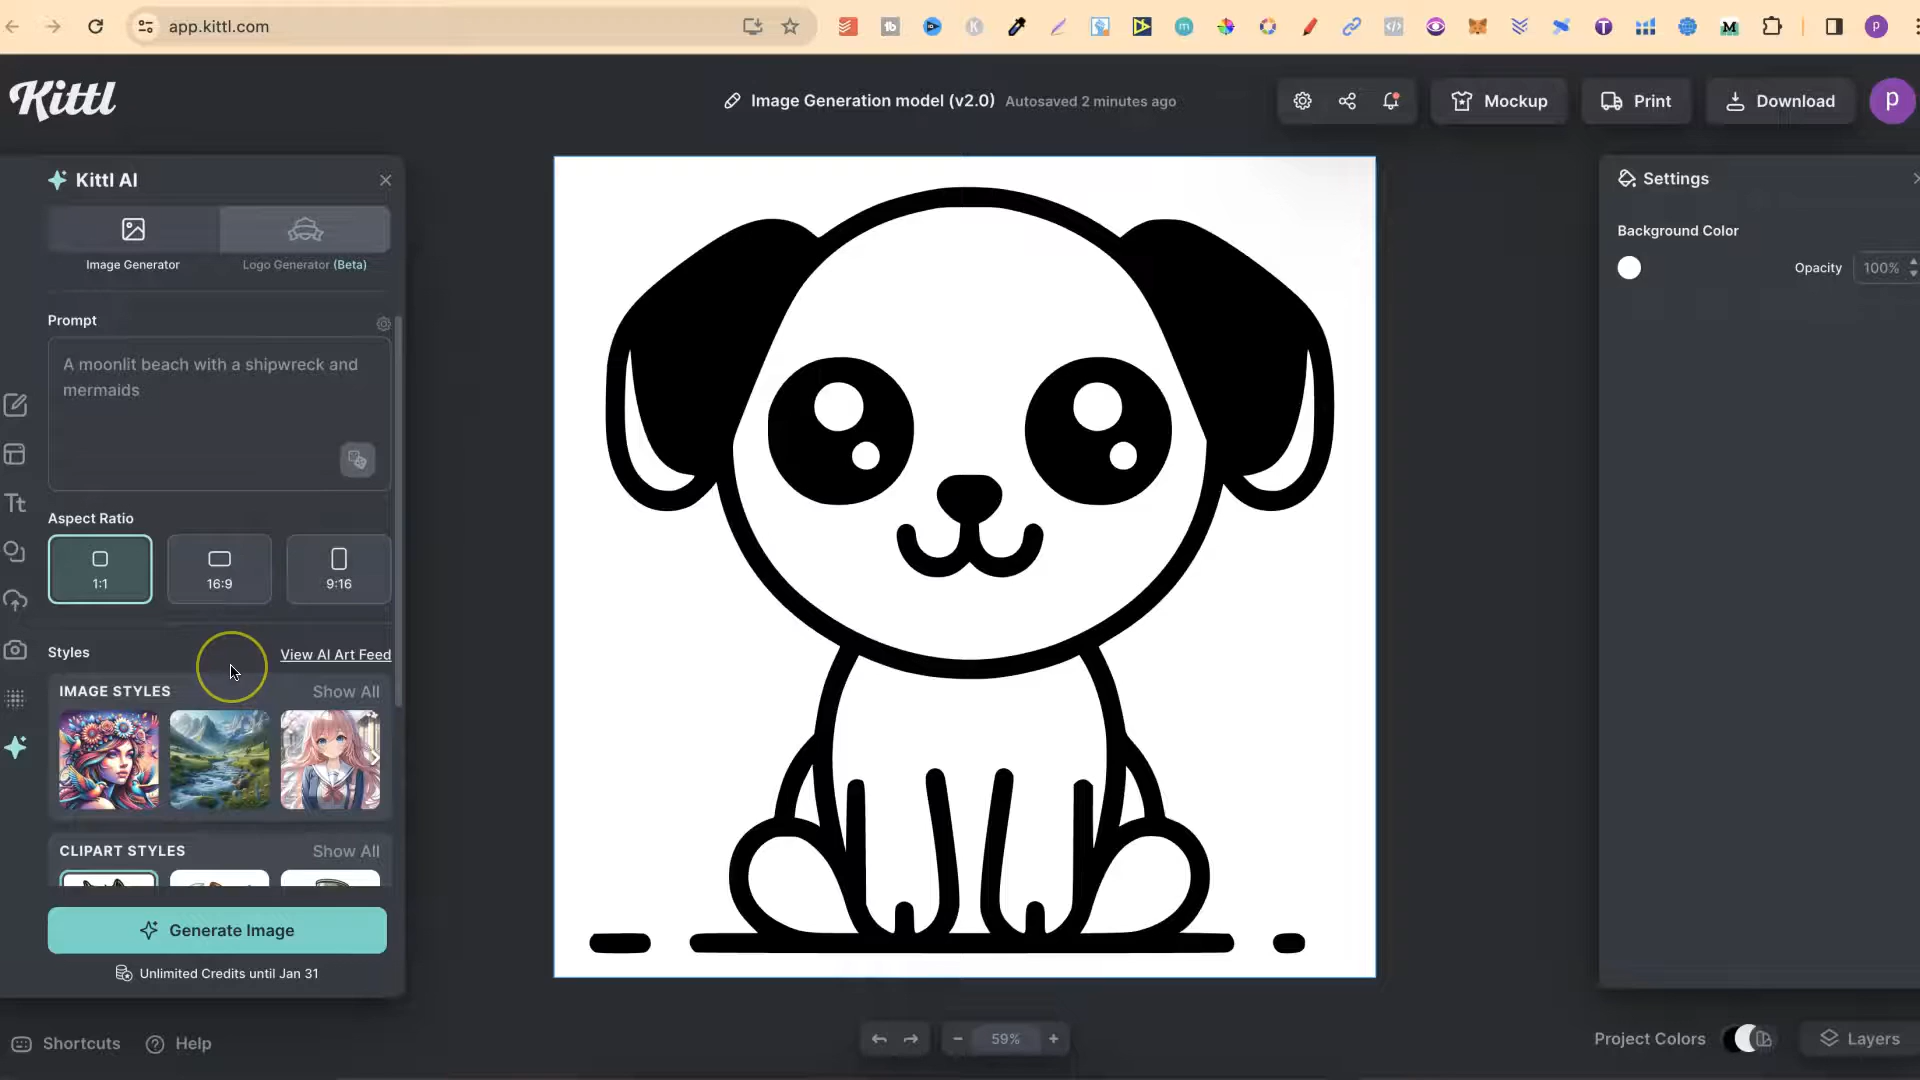 app.kittl.com
Kittl
Image Generation model (v2.0) Autosaved 2 minutes ago
Mockup
Print
Download
P
Kittl AI
Image Generator
Logo Generator (Beta)
Prompt
A moonlit beach with a shipwreck and
mermaids
Aspect Ratio
1:1
16:9
9:16
Styles
View AI Art Feed
IMAGE STYLES
Show All
CLIPART STYLES
Show All
Generate Image
Unlimited Credits until Jan 31
Settings
Background Color
Opacity
100%
Shortcuts
Help
59%
Project Colors
Layers